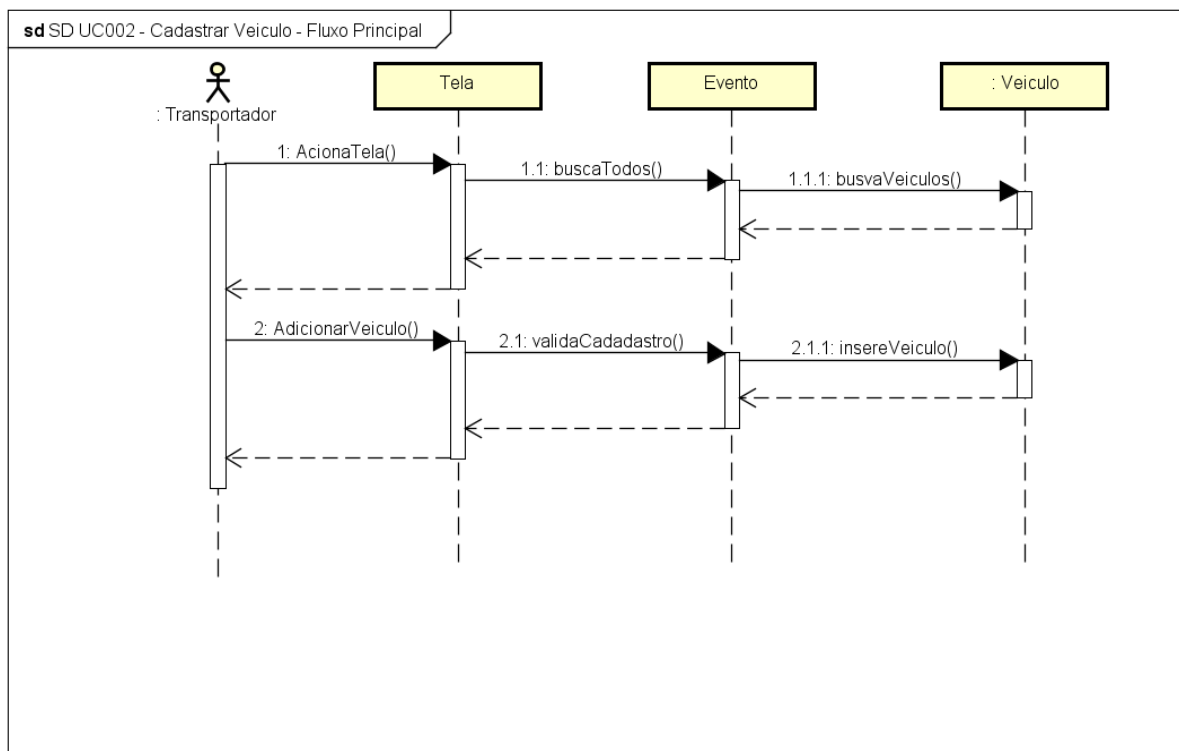 sd SD UC002 - Cadastrar Veiculo - Fluxo Principal
: Transportador
Tela
Evento
: Veiculo
1: AcionaTela()
1.1: buscaTodos()
1.1.1: busvaVeiculos()
2: AdicionarVeiculo()
2.1: validaCadadastro()
2.1.1: insereVeiculo()